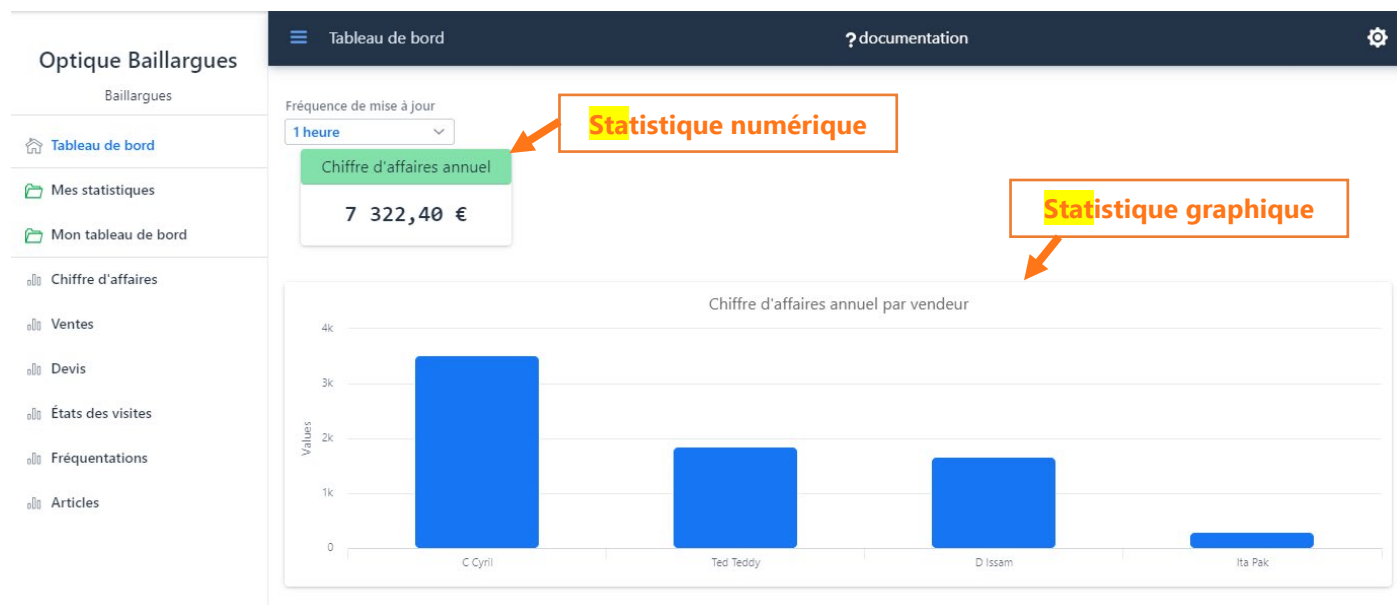 Optique Baillargues
Baillargues
Tableau de bord
Mes statistiques
Mon tableau de bord
Chiffre d'affaires
Ventes
Devis
États des visites
Fréquentations
Articles
Tableau de bord
? documentation
Fréquence de mise à jour
1 heure
Statistique numérique
Chiffre d'affaires annuel
7 322,40 €
Statistique graphique
Chiffre d'affaires annuel par vendeur
Values
4k
3k
2k
1k
0
C Cyril
Ted Teddy
D Issam
Ita Pak